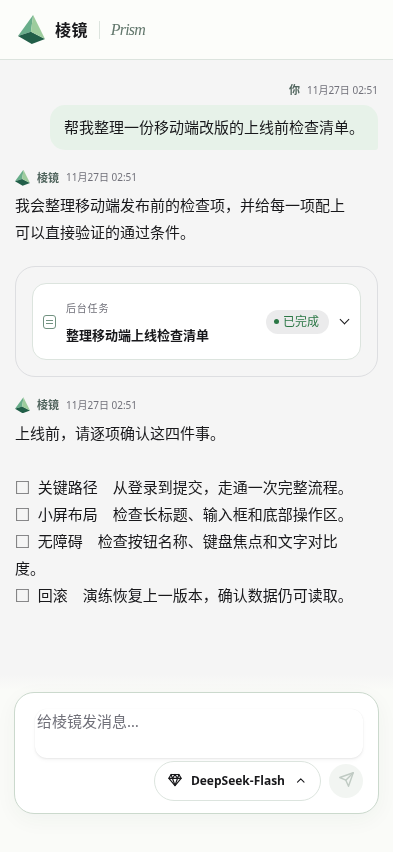 棱镜 Prism
你 11月27日 02:51
帮我整理一份移动端改版的上线前检查清单。
棱镜 11月27日 02:51
我会整理移动端发布前的检查项，并给每一项配上
可以直接验证的通过条件。
后台任务
整理移动端上线检查清单
已完成
棱镜 11月27日 02:51
上线前，请逐项确认这四件事。
☐ 关键路径　从登录到提交，走通一次完整流程。
☐ 小屏布局　检查长标题、输入框和底部操作区。
☐ 无障碍　检查按钮名称、键盘焦点和文字对比
度。
☐ 回滚　演练恢复上一版本，确认数据仍可读取。
给棱镜发消息...
DeepSeek-Flash